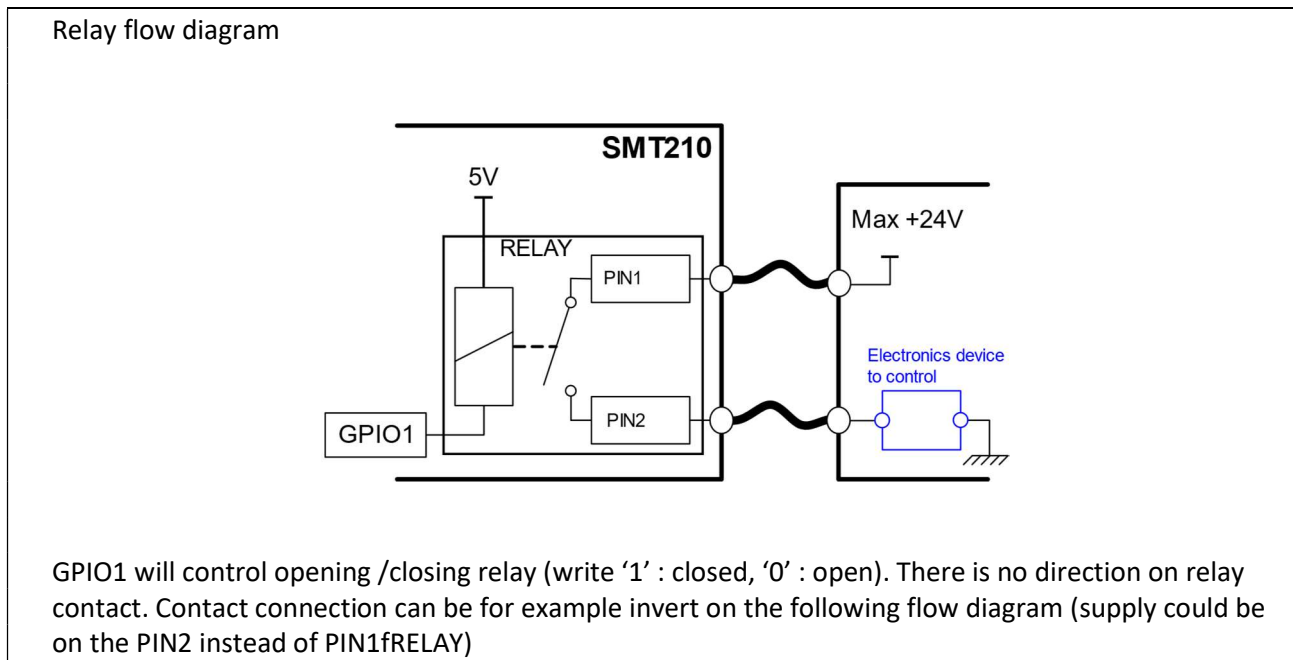 Relay flow diagram
SMT210
5V
Max +24V
RELAY
PIN1
Electronics device
to control
PIN2
GPIO1
GPIO1 will control opening /closing relay (write ‘1’ : closed, ‘0’ : open). There is no direction on relay
contact. Contact connection can be for example invert on the following flow diagram (supply could be
on the PIN2 instead of PIN1fRELAY)